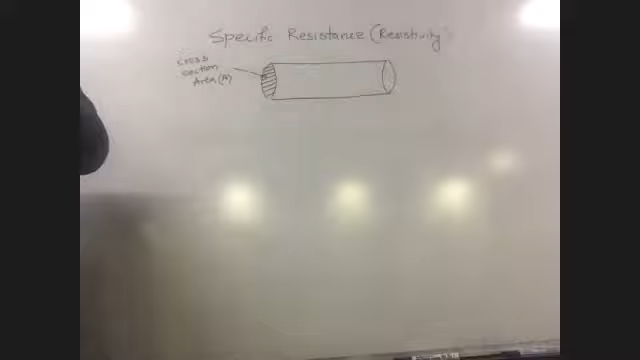 Specific Resistance (Resistivity
cross
section
Area (A)